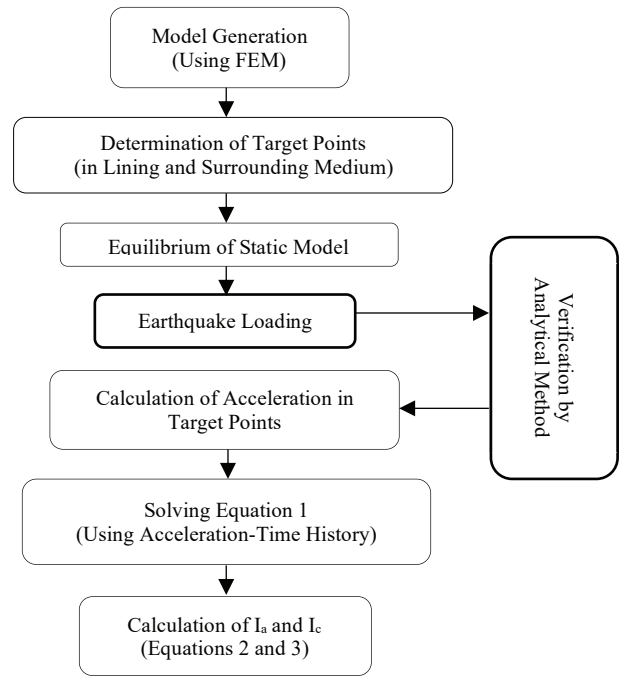 Model Generation
(Using FEM)
Determination of Target Points
(in Lining and Surrounding Medium)
Equilibrium of Static Model
Earthquake Loading
Verification by
Analytical Method
Calculation of Acceleration in
Target Points
Solving Equation 1
(Using Acceleration-Time History)
Calculation of Iₐ and I꜀
(Equations 2 and 3)